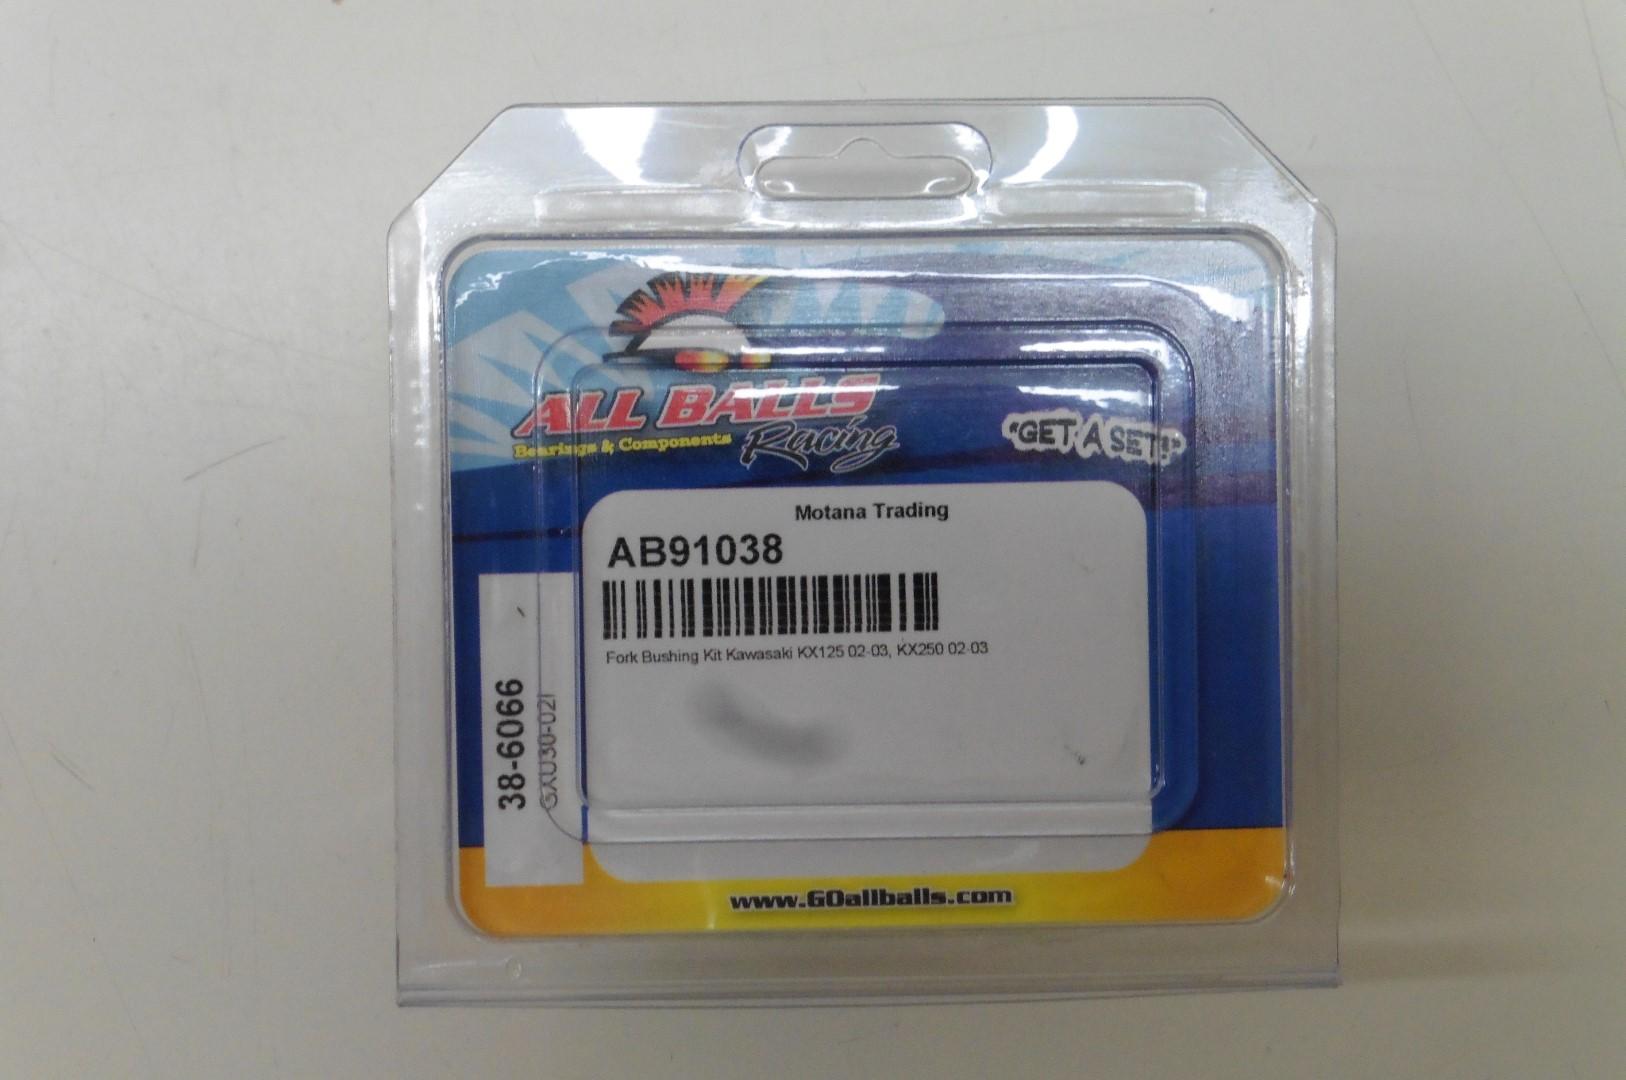 ALL BALLS
Bearings & Components
Racing
"GET A SET!"
Motana Trading
AB91038
Fork Bushing Kit Kawasaki KX125 02-03, KX250 02-03
38-6066
www.GOallballs.com